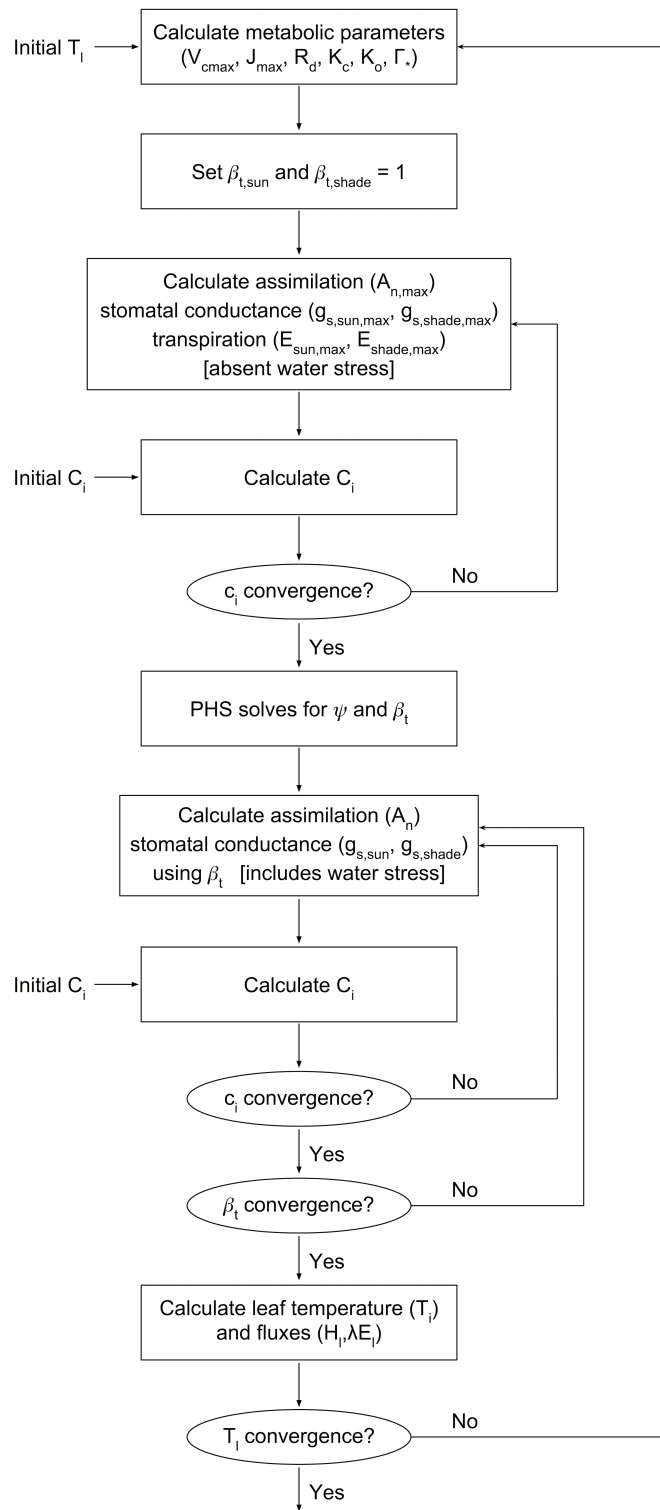 Initial Tₗ
Calculate metabolic parameters
(V_cmax, J_max, R_d, K_c, K_o, Γ_*)
Set β_t,sun and β_t,shade = 1
Calculate assimilation (A_n,max)
stomatal conductance (g_s,sun,max, g_s,shade,max)
transpiration (E_sun,max, E_shade,max)
[absent water stress]
Initial C_i
Calculate C_i
c_i convergence?
No
Yes
PHS solves for ψ and β_t
Calculate assimilation (A_n)
stomatal conductance (g_s,sun, g_s,shade)
using β_t [includes water stress]
Initial C_i
Calculate C_i
c_i convergence?
No
Yes
β_t convergence?
No
Yes
Calculate leaf temperature (T_i)
and fluxes (H_l,λE_l)
T_l convergence?
No
Yes